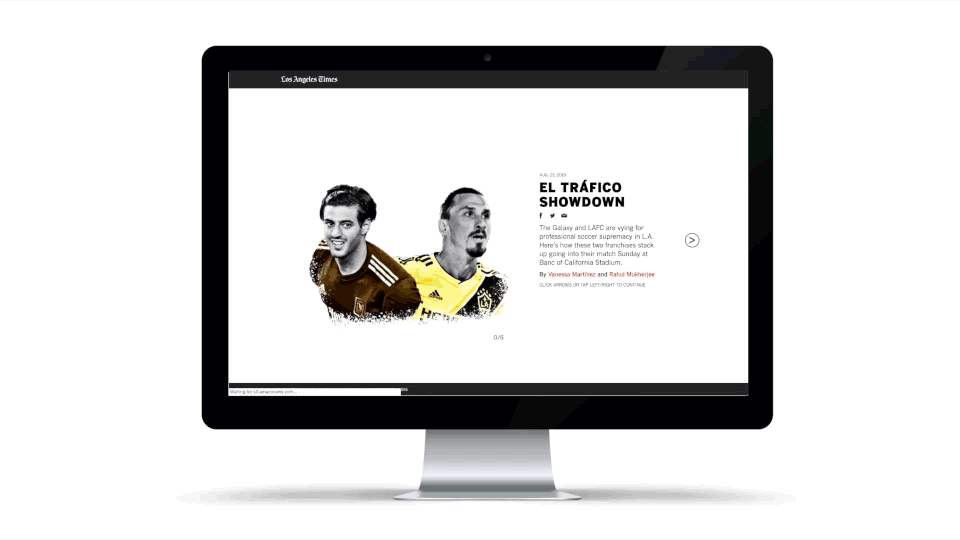 Los Angeles Times
AUG. 23, 2019
EL TRÁFICO
SHOWDOWN
The Galaxy and LAFC are vying for
professional soccer supremacy in L.A.
Here's how these two franchises stack
up going into their match Sunday at
Banc of California Stadium.
By Vanessa Martínez and Rahul Mukherjee
CLICK ARROWS OR TAP LEFT/RIGHT TO CONTINUE
0/6
Waiting for s3.amazonaws.com...